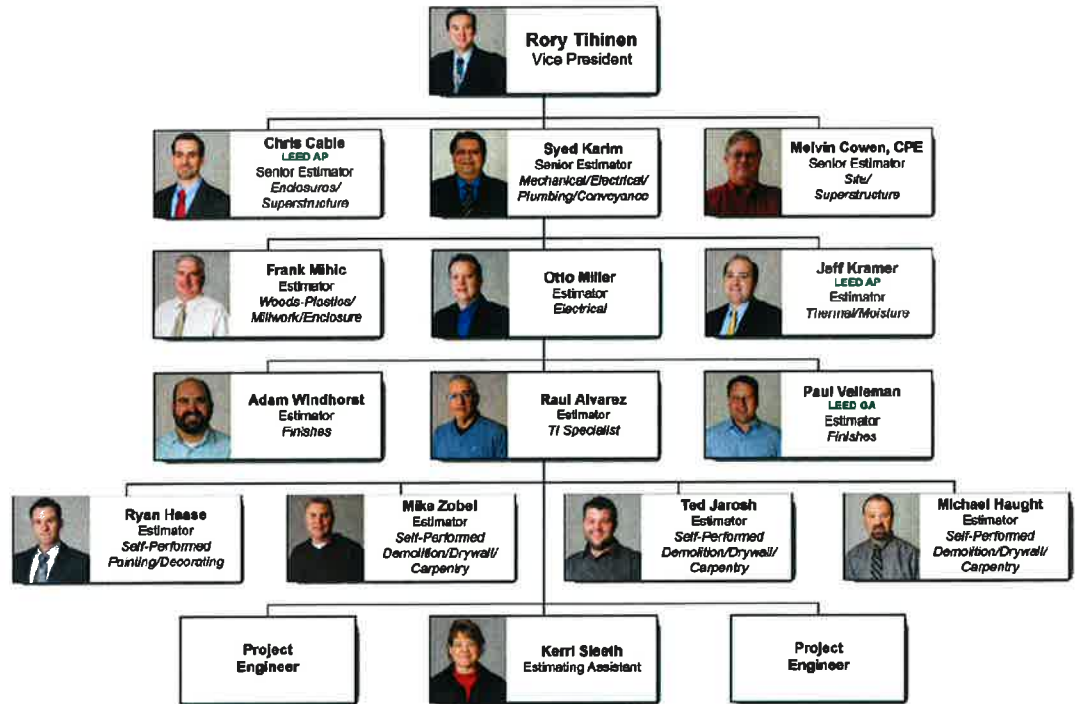 Rory Tihinen
Vice President
Chris Cable
LEED AP
Senior Estimator
Enclosures/
Superstructure
Syed Karim
Senior Estimator
Mechanical/Electrical/
Plumbing/Conveyance
Melvin Cowen, CPE
Senior Estimator
Site/
Superstructure
Frank Mihic
Estimator
Woods-Plastics/
Millwork/Enclosure
Otto Miller
Estimator
Electrical
Jeff Kramer
LEED AP
Estimator
Thermal/Moisture
Adam Windhorst
Estimator
Finishes
Raul Alvarez
Estimator
TI Specialist
Paul Velleman
LEED GA
Estimator
Finishes
Ryan Haase
Estimator
Self-Performed
Painting/Decorating
Mike Zobel
Estimator
Self-Performed
Demolition/Drywall/
Carpentry
Ted Jarosh
Estimator
Self-Performed
Demolition/Drywall/
Carpentry
Michael Haught
Estimator
Self-Performed
Demolition/Drywall/
Carpentry
Project
Engineer
Kerri Sleeth
Estimating Assistant
Project
Engineer